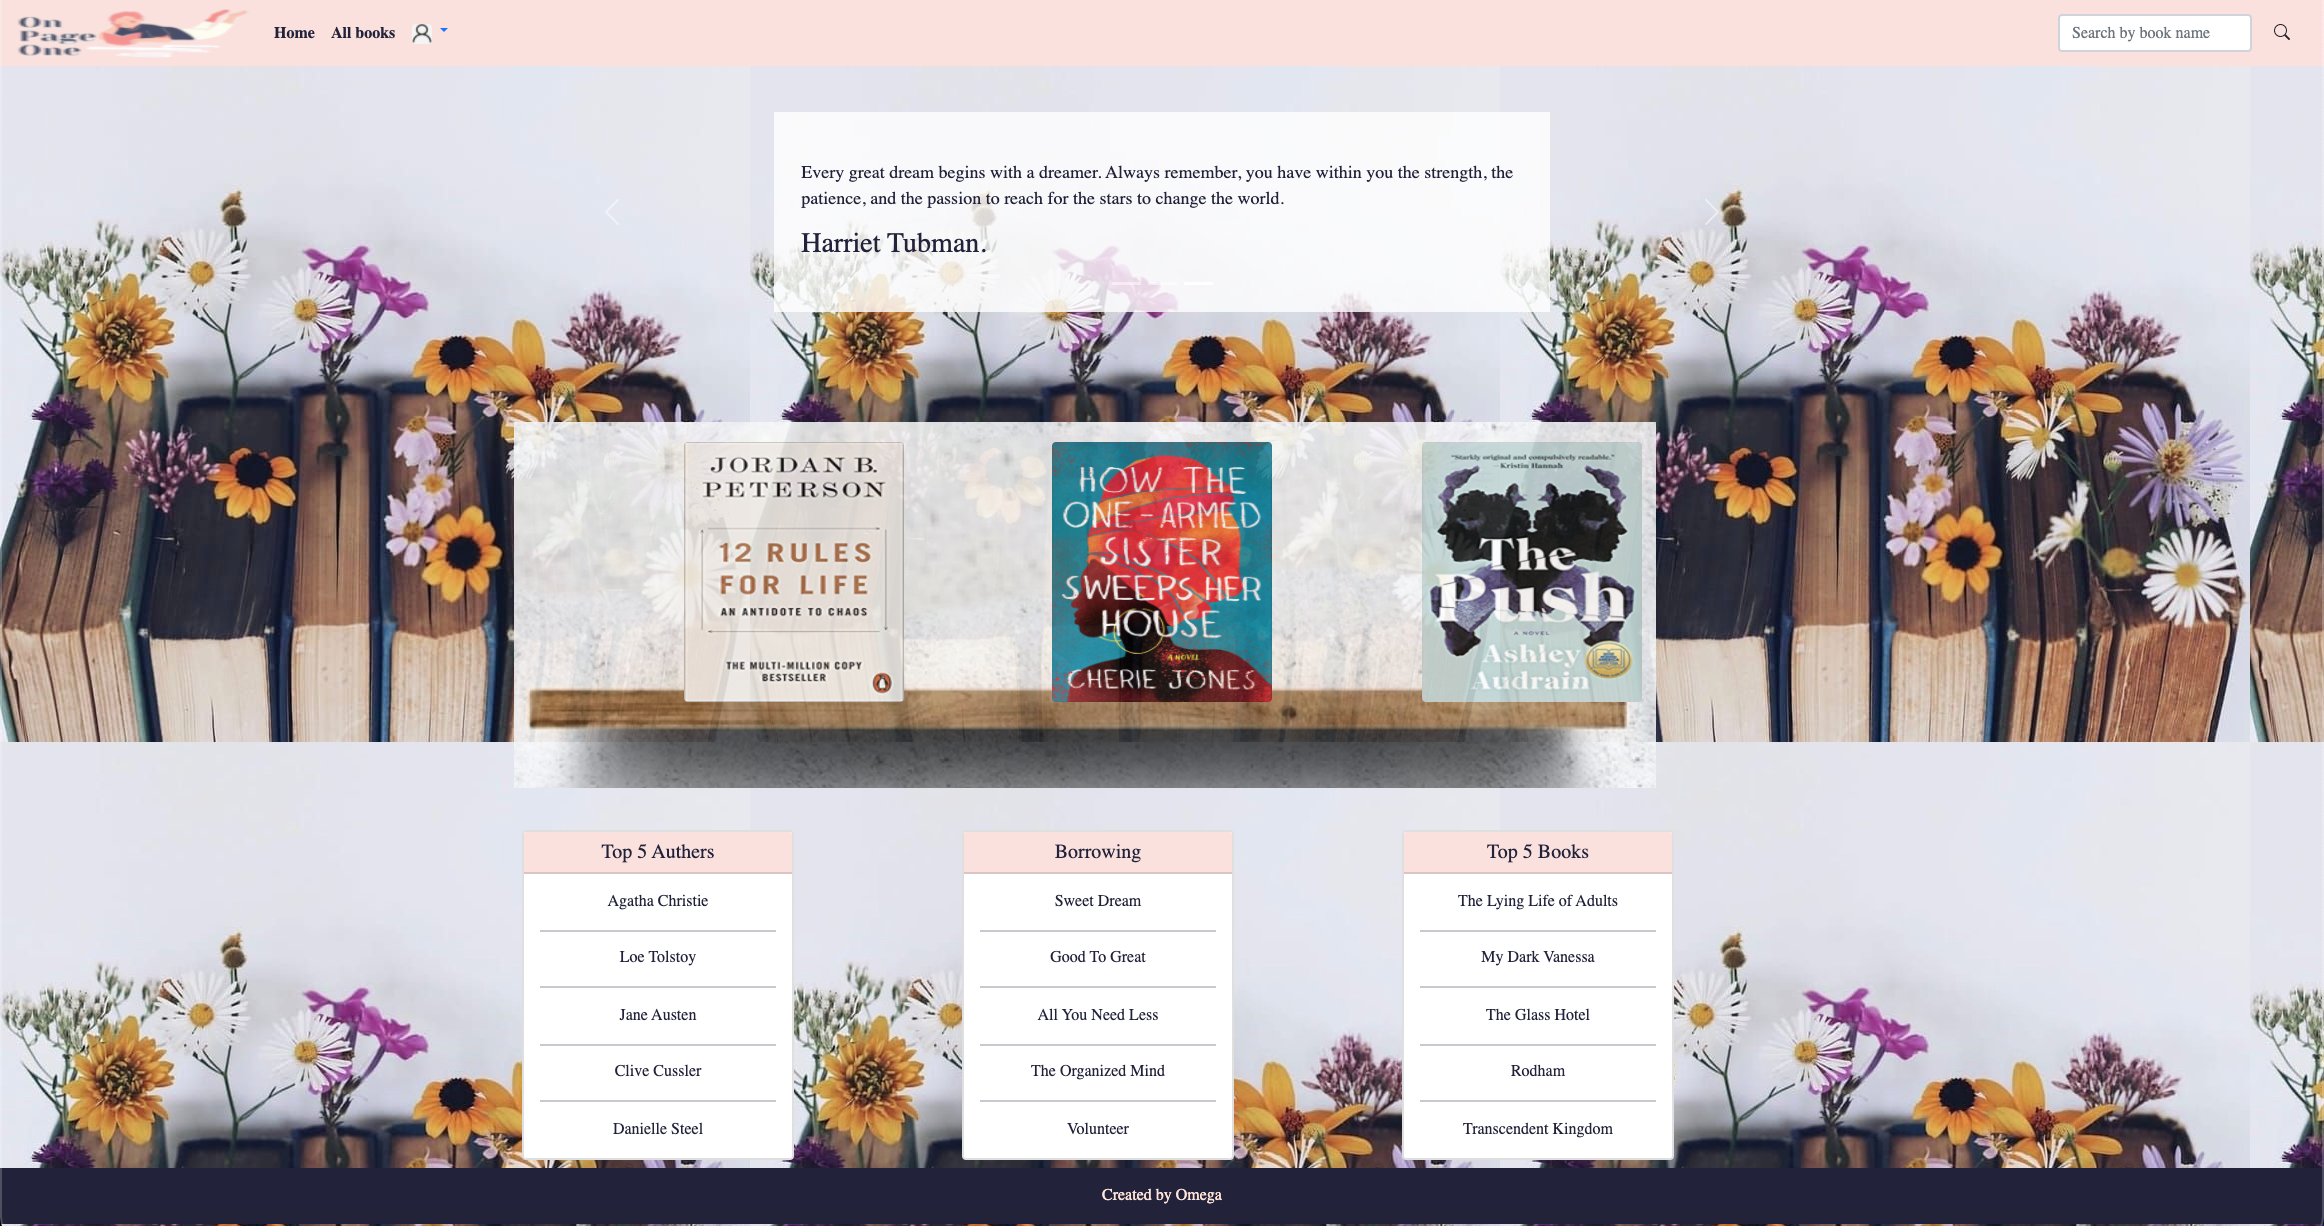 On
Page
One
Home
All books
Search by book name
Every great dream begins with a dreamer. Always remember, you have within you the strength, the
patience, and the passion to reach for the stars to change the world.
Harriet Tubman.
JORDAN B.
PETERSON
12 RULES
FOR LIFE
AN ANTIDOTE TO CHAOS
THE MULTI-MILLION COPY
BESTSELLER
HOW THE
ONE-ARMED
SISTER
SWEEPS HER
HOUSE
A NOVEL
CHERIE JONES
"Starkly original and compulsively readable."
—Kristin Hannah
The
Push
A NOVEL
Ashley
Audrain
Top 5 Authers
Agatha Christie
Loe Tolstoy
Jane Austen
Clive Cussler
Danielle Steel
Borrowing
Sweet Dream
Good To Great
All You Need Less
The Organized Mind
Volunteer
Top 5 Books
The Lying Life of Adults
My Dark Vanessa
The Glass Hotel
Rodham
Transcendent Kingdom
Created by Omega